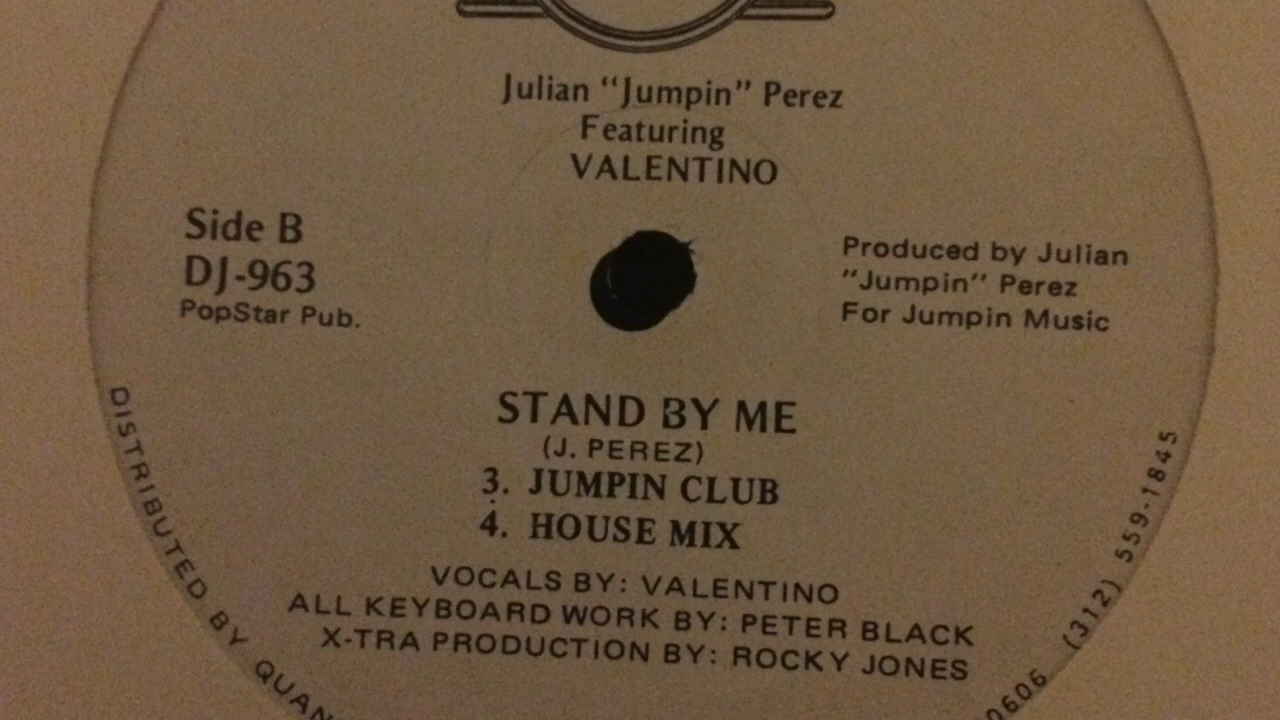 Julian "Jumpin" Perez
Featuring
VALENTINO
Side B
DJ-963
PopStar Pub.
Produced by Julian
"Jumpin" Perez
For Jumpin Music
STAND BY ME
(J. PEREZ)
3. JUMPIN CLUB
4. HOUSE MIX
VOCALS BY: VALENTINO
ALL KEYBOARD WORK BY: PETER BLACK
X-TRA PRODUCTION BY: ROCKY JONES
DISTRIBUTED BY QUAN
0606 (312) 559-1845